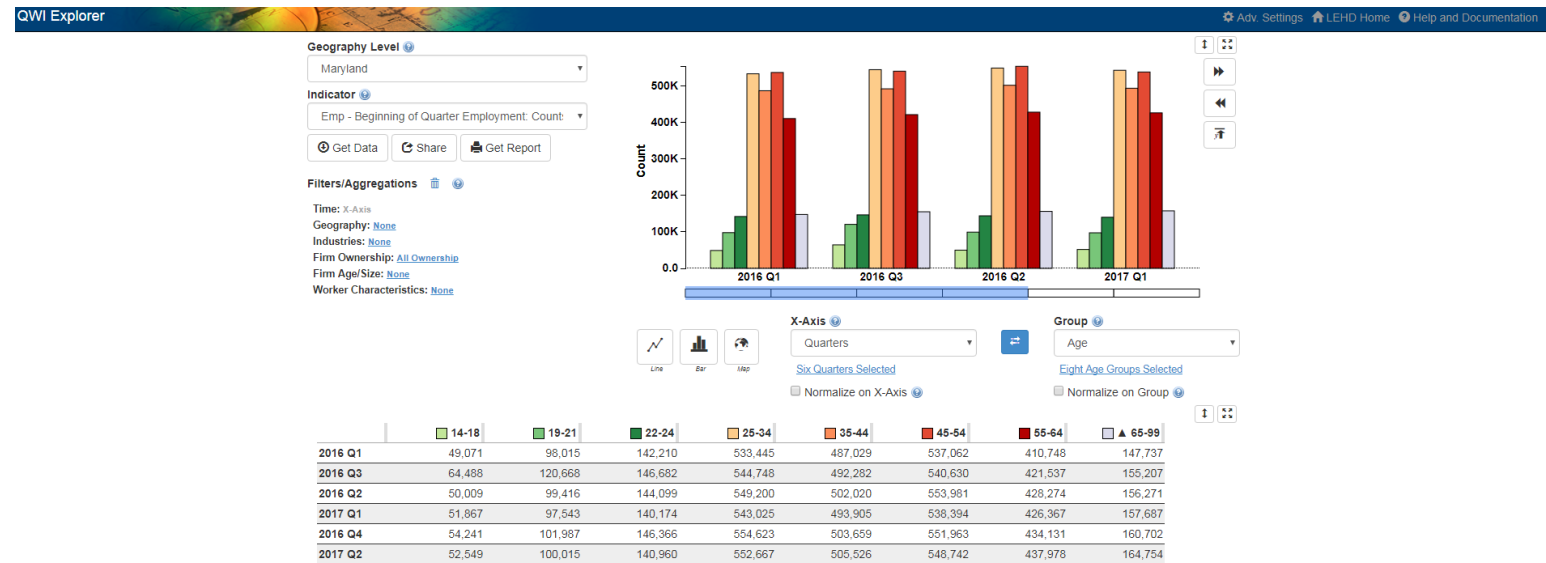 QWI Explorer
Adv. Settings LEHD Home Help and Documentation
Geography Level
Maryland
Indicator
Emp - Beginning of Quarter Employment: Counts
Get Data Share Get Report
Filters/Aggregations
Time: X-Axis
Geography: None
Industries: None
Firm Ownership: All Ownership
Firm Age/Size: None
Worker Characteristics: None
Count
500K
400K
300K
200K
100K
0.0
2016 Q1 2016 Q3 2016 Q2 2017 Q1
Line Bar Map
X-Axis
Quarters
Six Quarters Selected
Normalize on X-Axis
Group
Age
Eight Age Groups Selected
Normalize on Group
14-18 19-21 22-24 25-34 35-44 45-54 55-64 ▲ 65-99
2016 Q1 49,071 98,015 142,210 533,445 487,029 537,062 410,748 147,737
2016 Q3 64,488 120,668 146,682 544,748 492,282 540,630 421,537 155,207
2016 Q2 50,009 99,416 144,099 549,200 502,020 553,981 428,274 156,271
2017 Q1 51,867 97,543 140,174 543,025 493,905 538,394 426,367 157,687
2016 Q4 54,241 101,987 146,366 554,623 503,659 551,963 434,131 160,702
2017 Q2 52,549 100,015 140,960 552,667 505,526 548,742 437,978 164,754